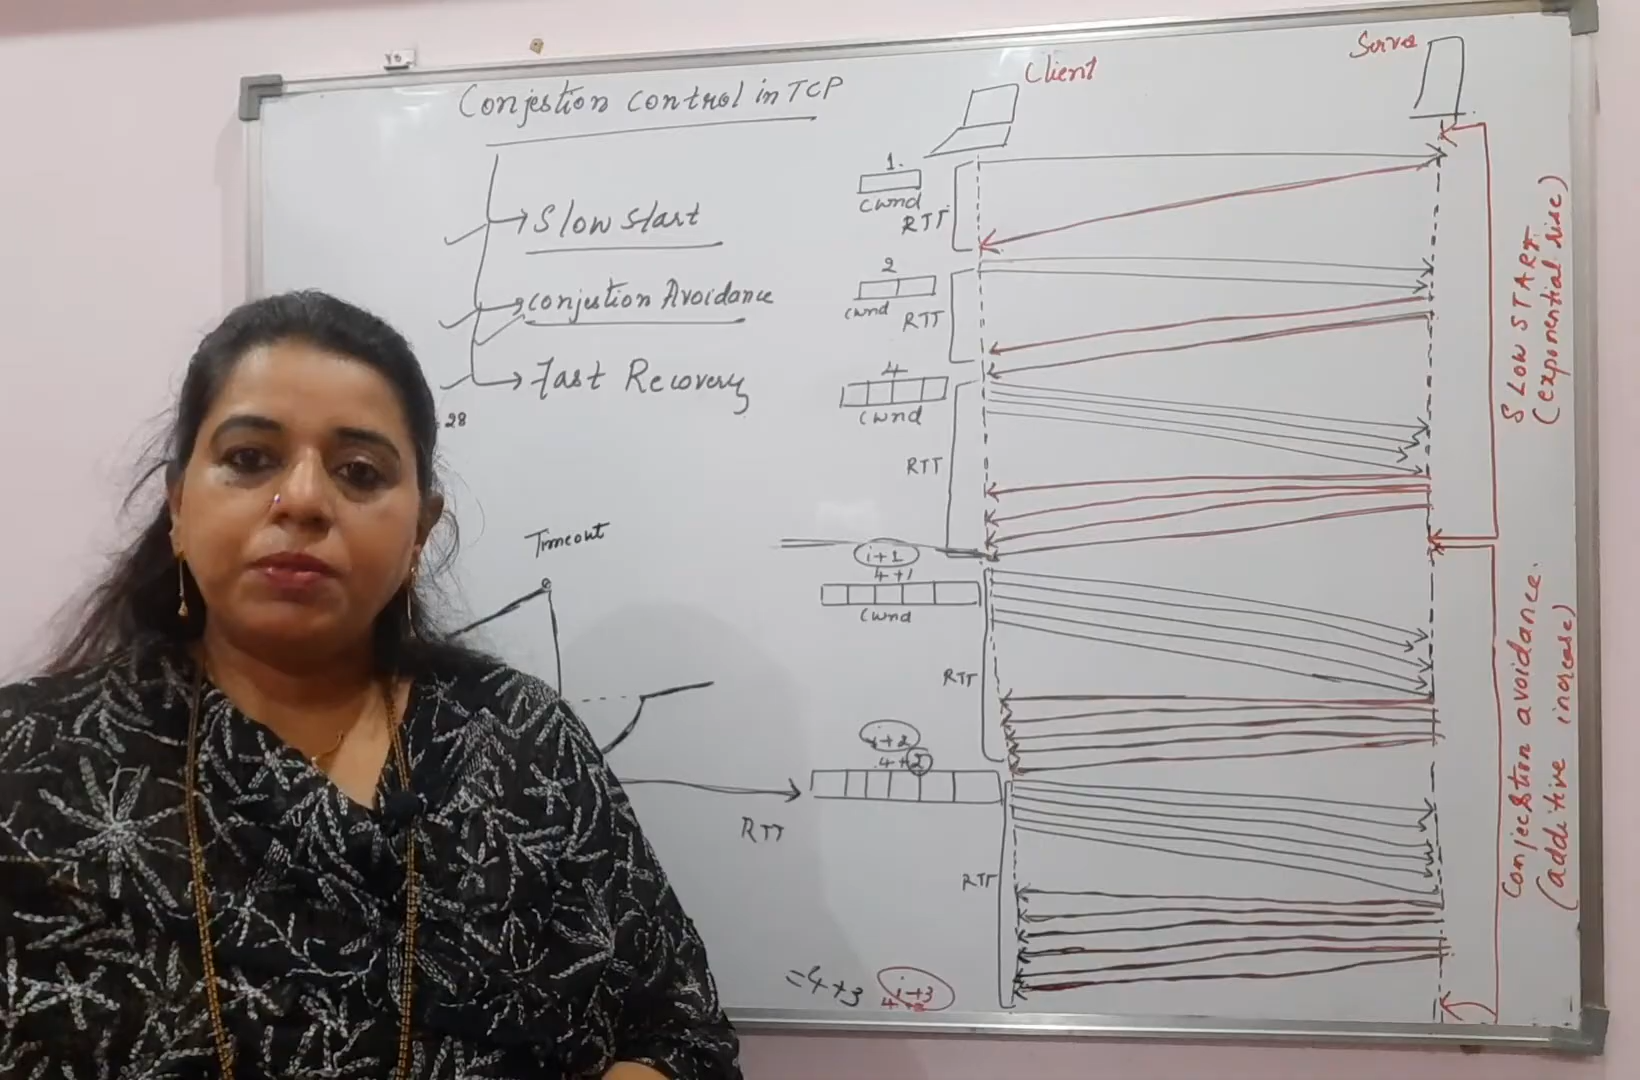 Conjestion Control in TCP
Slow Start
Conjestion Avoidance
Fast Recovery
28
Timeout
RTT
Client
Serve
1.
cwnd
RTT
2
cwnd
RTT
4
cwnd
RTT
i+1
4+1
cwnd
RTT
i+2
4+2
RTT
=4+3
i+3
SLOW START
(exponential rise)
Conjection avoidance.
(additive increase)